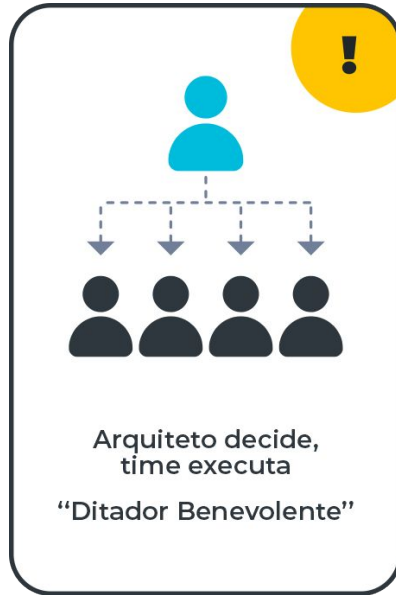 !
Arquiteto decide,
time executa
“Ditador Benevolente”